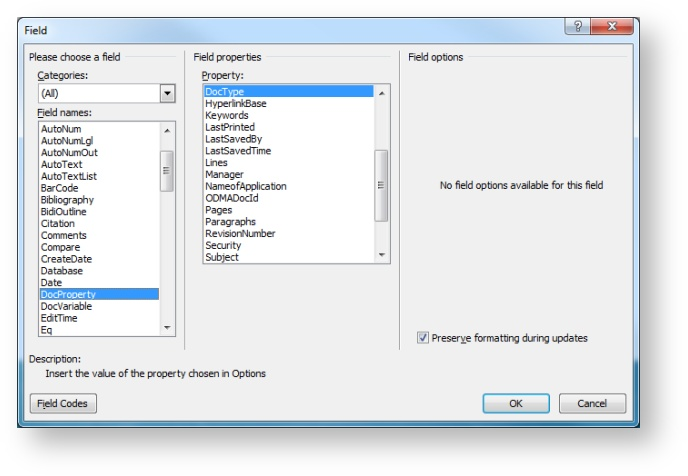 Field
Please choose a field
Categories:
(All)
Field names:
AutoNum
AutoNumLgl
AutoNumOut
AutoText
AutoTextList
BarCode
Bibliography
BidiOutline
Citation
Comments
Compare
CreateDate
Database
Date
DocProperty
DocVariable
EditTime
Eq
Field properties
Property:
DocType
HyperlinkBase
Keywords
LastPrinted
LastSavedBy
LastSavedTime
Lines
Manager
NameofApplication
ODMADocId
Pages
Paragraphs
RevisionNumber
Security
Subject
Field options
No field options available for this field
Preserve formatting during updates
Description:
Insert the value of the property chosen in Options
Field Codes
OK
Cancel